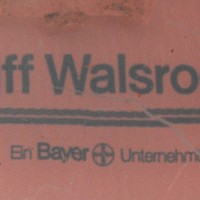 ff Walsro
Ein Bayer Unternehm